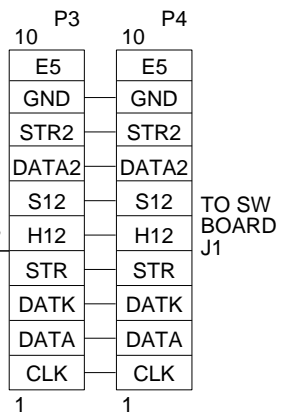 P3 P4
10 10
E5 E5
GND GND
STR2 STR2
DATA2 DATA2
S12 S12
H12 H12
STR STR
DATK DATK
DATA DATA
CLK CLK
1 1
TO SW
BOARD
J1